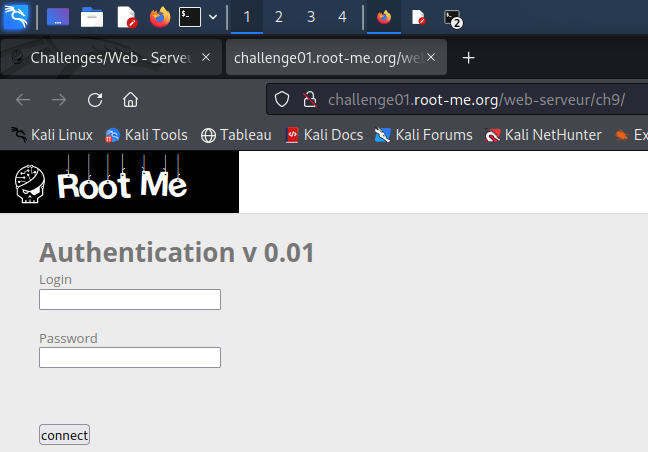 1 2 3 4 2
Challenges/Web - Serveu
challenge01.root-me.org/we
challenge01.root-me.org/web-serveur/ch9/
Kali Linux Kali Tools Tableau Kali Docs Kali Forums Kali NetHunter Ex
Root Me
Authentication v 0.01
Login
Password
connect